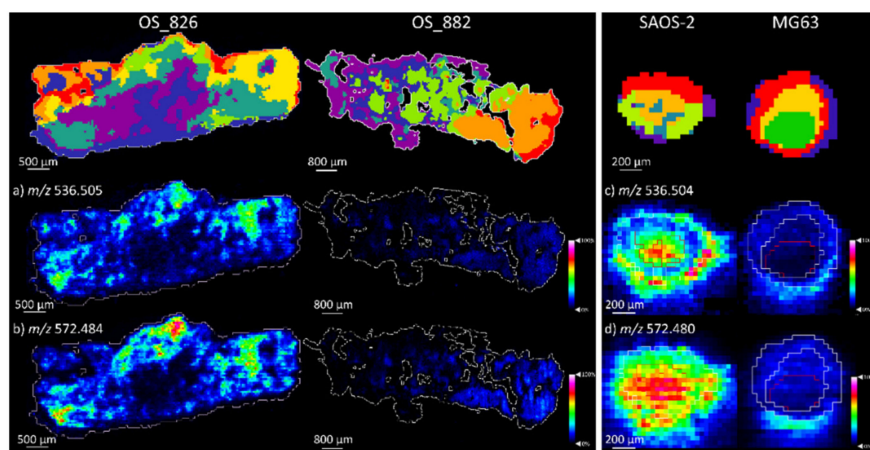 OS_826
OS_882
SAOS-2
MG63
500 µm
800 µm
200 µm
a) m/z 536.505
c) m/z 536.504
100%
0%
500 µm
800 µm
200 µm
b) m/z 572.484
d) m/z 572.480
100%
0%
500 µm
800 µm
200 µm